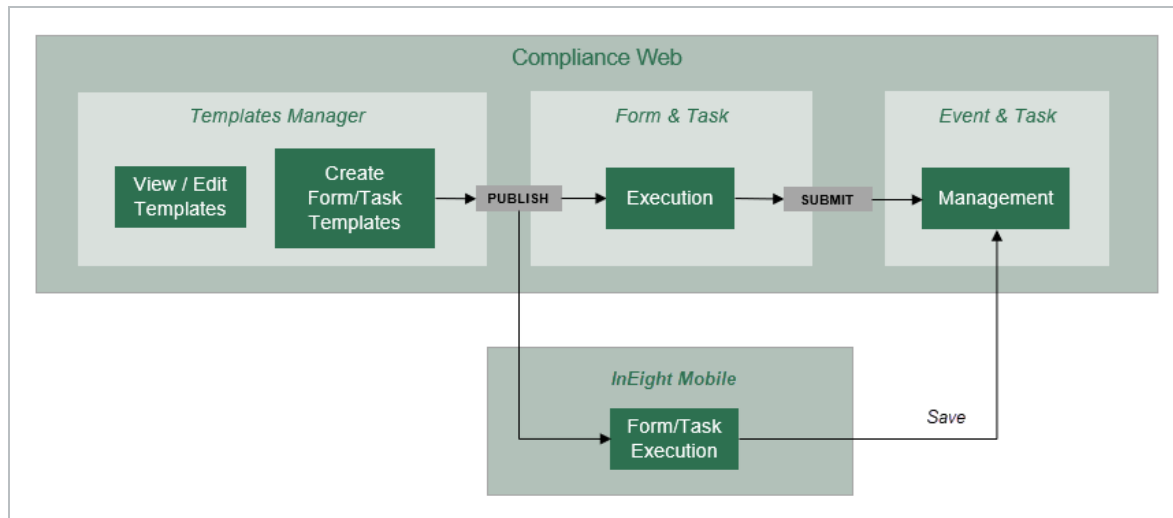 Compliance Web
Templates Manager
Form & Task
Event & Task
View / Edit
Templates
Create
Form/Task
Templates
PUBLISH
Execution
SUBMIT
Management
InEight Mobile
Form/Task
Execution
Save